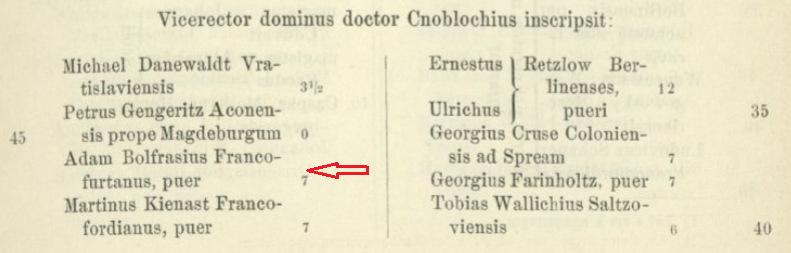 Vicerector dominus doctor Cnoblochius inscripsit:
Michael Danewaldt Vra-
tislaviensis 3 1/2
Petrus Gengeritz Aconen-
45 sis prope Magdeburgum 0
Adam Bolfrasius Franco-
furtanus, puer 7
Martinus Kienast Franco-
fordianus, puer 7
Ernestus } Retzlow Ber-
linenses, 12
Ulrichus } pueri 35
Georgius Cruse Colonien-
sis ad Spream 7
Georgius Farinholtz, puer 7
Tobias Wallichius Saltzo-
viensis 6 40